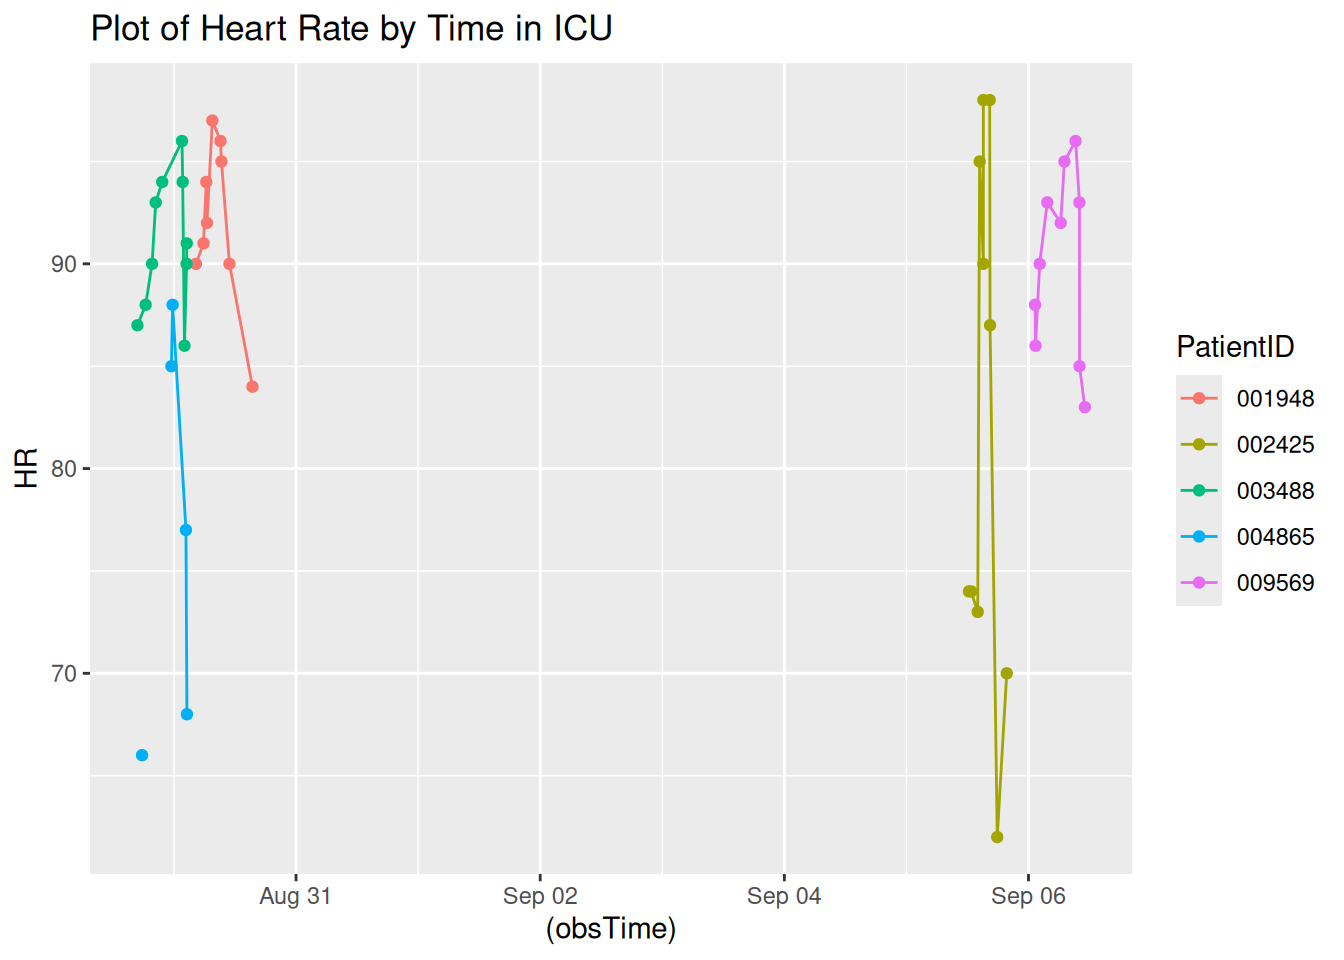 Plot of Heart Rate by Time in ICU
HR
90
80
70
Aug 31 Sep 02 Sep 04 Sep 06
(obsTime)
PatientID
001948
002425
003488
004865
009569